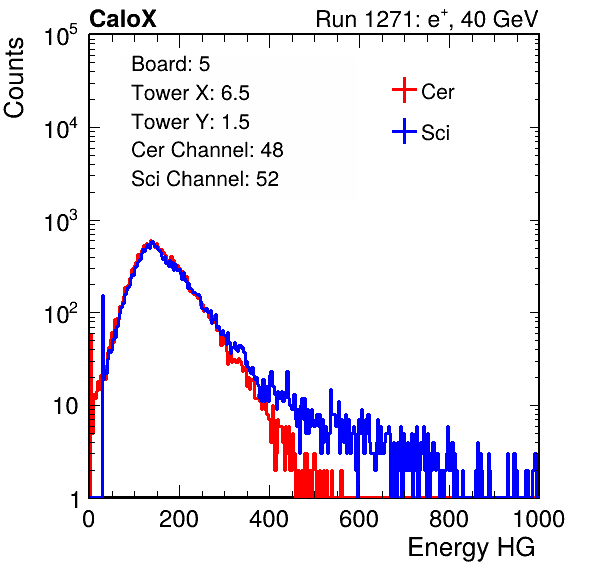 CaloX
Run 1271: e⁺, 40 GeV
Counts
10⁵
10⁴
10³
10²
10
1
Board: 5
Tower X: 6.5
Tower Y: 1.5
Cer Channel: 48
Sci Channel: 52
Cer
Sci
0 200 400 600 800 1000
Energy HG